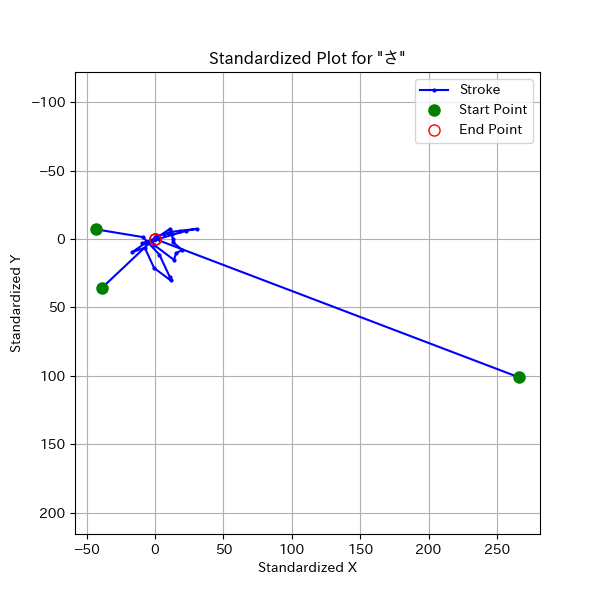 Standardized Plot for "さ"
Stroke
Start Point
End Point
Standardized Y
−100
−50
0
50
100
150
200
−50 0 50 100 150 200 250
Standardized X